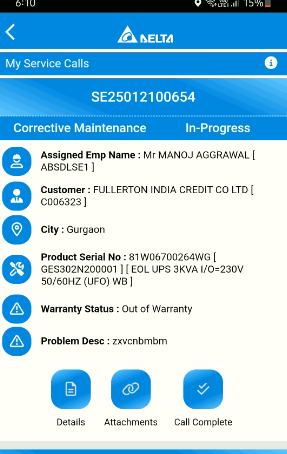 6:10
15%
DELTA
My Service Calls
SE25012100654
Corrective Maintenance
In-Progress
Assigned Emp Name : Mr MANOJ AGGRAWAL [
ABSDLSE1 ]
Customer : FULLERTON INDIA CREDIT CO LTD [
C006323 ]
City : Gurgaon
Product Serial No : 81W06700264WG [
GES302N200001 ] [ EOL UPS 3KVA I/O=230V
50/60HZ (UFO) WB ]
Warranty Status : Out of Warranty
Problem Desc : zxvcnbmbm
Details
Attachments
Call Complete